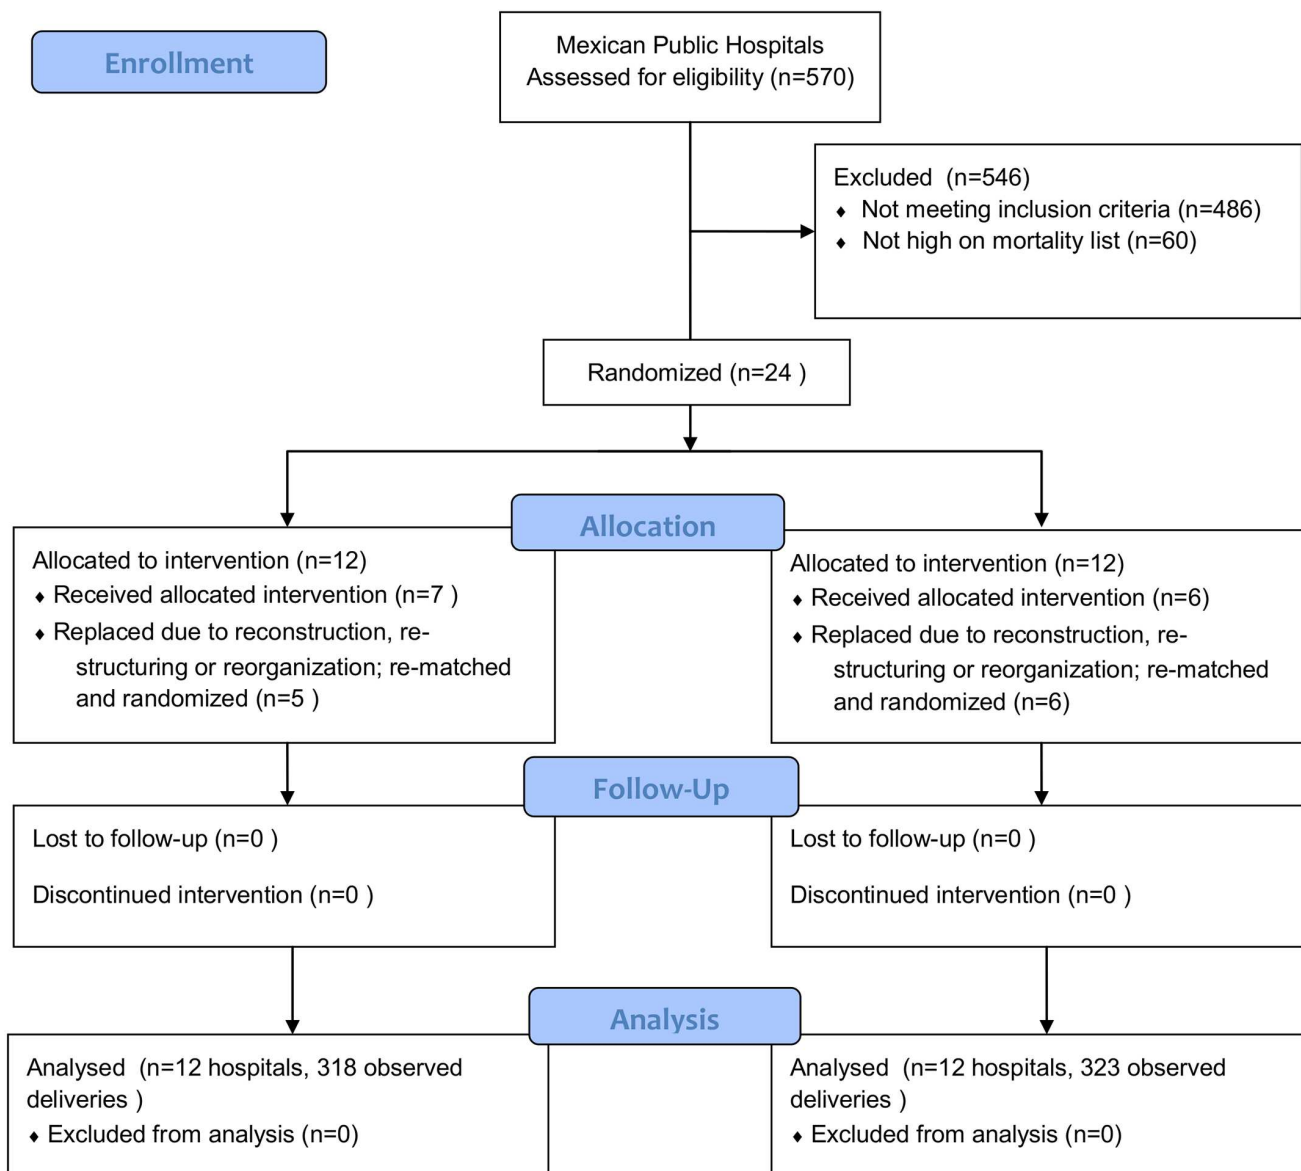 Enrollment
Mexican Public Hospitals
Assessed for eligibility (n=570)
Excluded  (n=546)
♦ Not meeting inclusion criteria (n=486)
♦ Not high on mortality list (n=60)
Randomized (n=24 )
Allocation
Allocated to intervention (n=12)
♦ Received allocated intervention (n=7 )
♦ Replaced due to reconstruction, re-
structuring or reorganization; re-matched
and randomized (n=5 )
Allocated to intervention (n=12)
♦ Received allocated intervention (n=6)
♦ Replaced due to reconstruction, re-
structuring or reorganization; re-matched
and randomized (n=6)
Follow-Up
Lost to follow-up (n=0 )
Discontinued intervention (n=0 )
Lost to follow-up (n=0 )
Discontinued intervention (n=0 )
Analysis
Analysed  (n=12 hospitals, 318 observed
deliveries )
♦ Excluded from analysis (n=0)
Analysed  (n=12 hospitals, 323 observed
deliveries )
♦ Excluded from analysis (n=0)